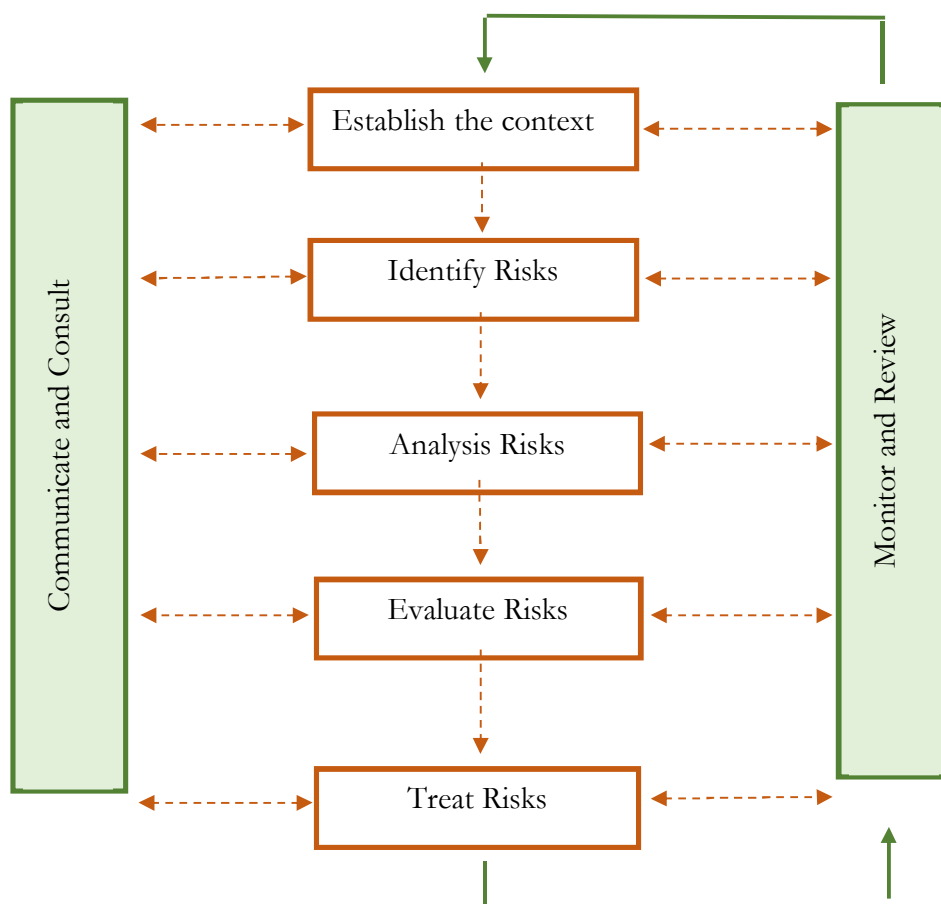 Establish the context
Identify Risks
Analysis Risks
Evaluate Risks
Treat Risks
Communicate and Consult
Monitor and Review